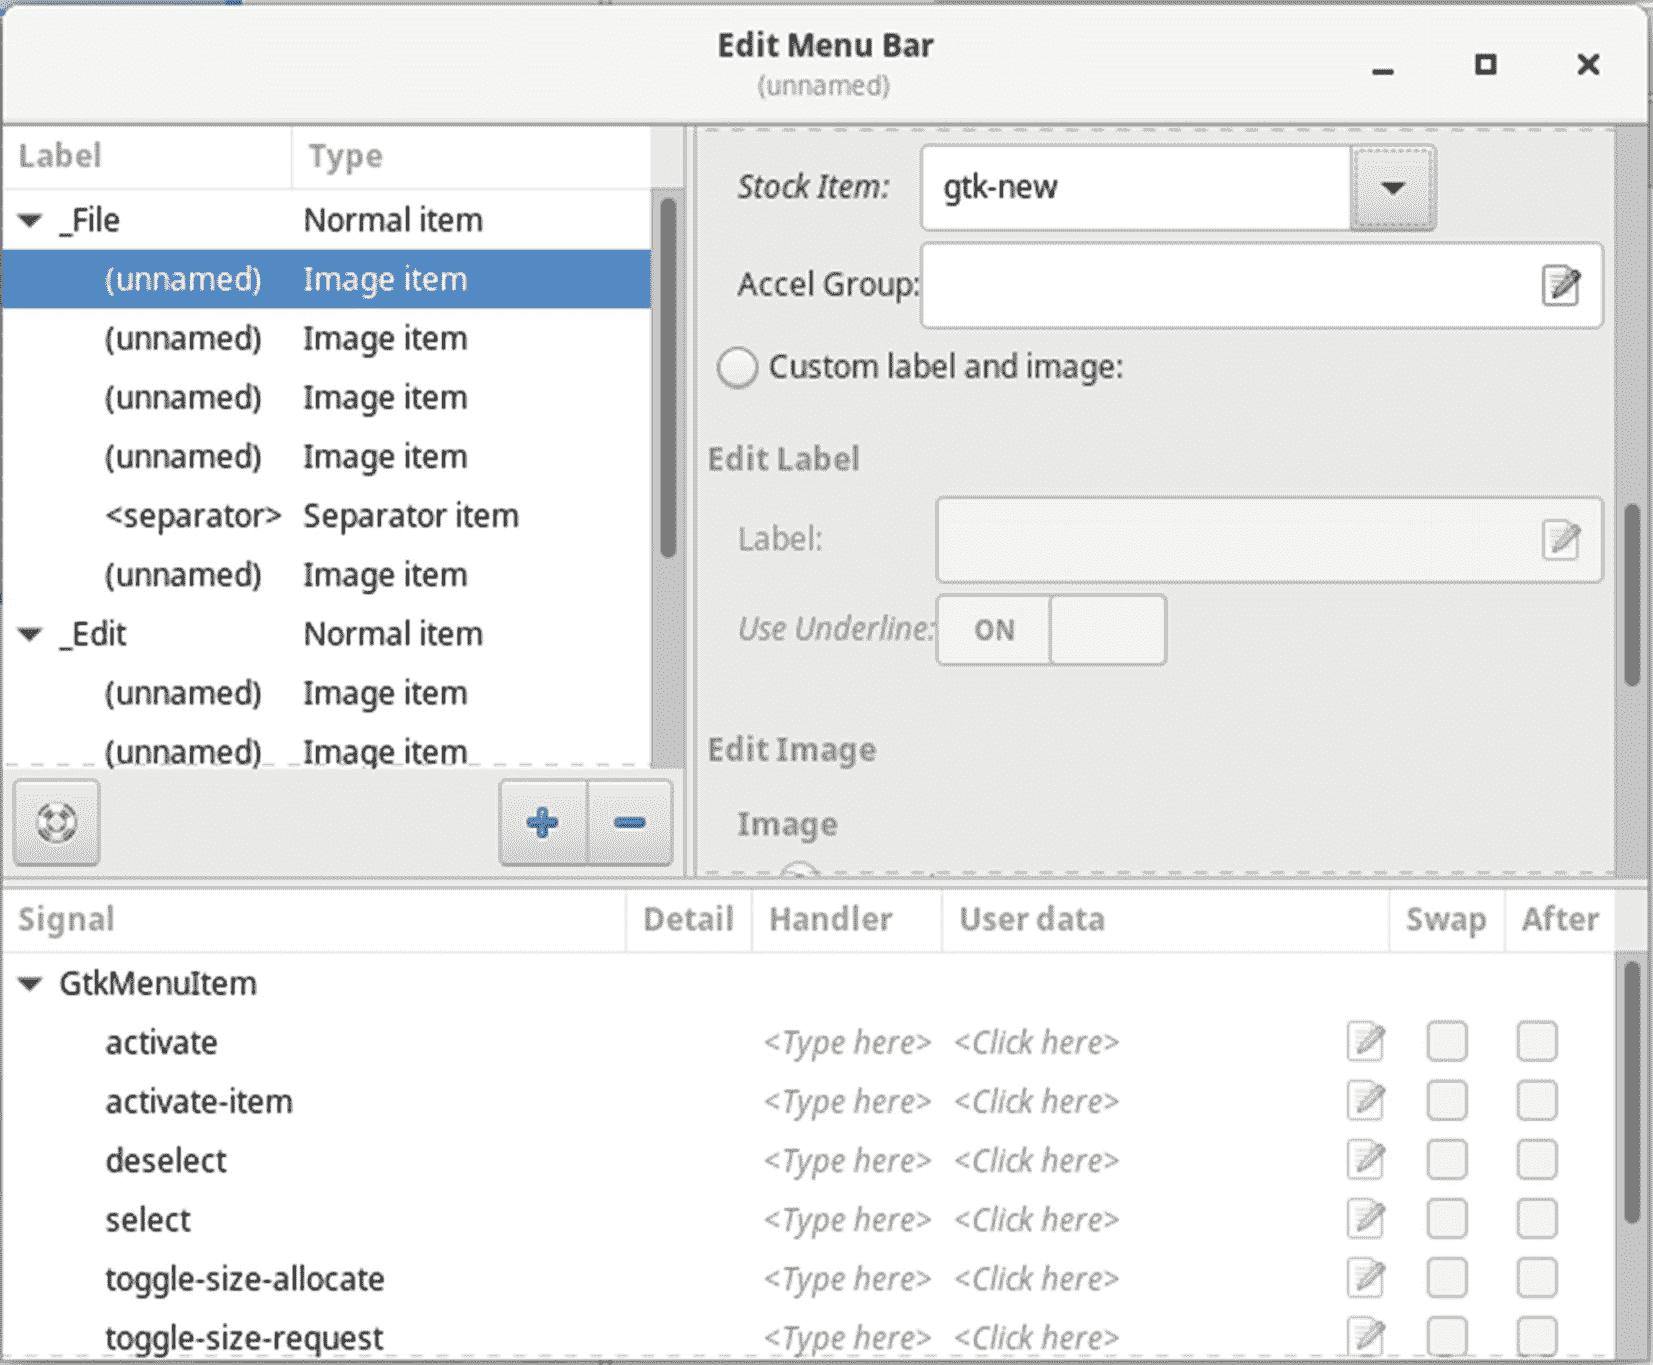 Edit Menu Bar
(unnamed)
Label Type
_File Normal item
(unnamed) Image item
(unnamed) Image item
(unnamed) Image item
(unnamed) Image item
<separator> Separator item
(unnamed) Image item
_Edit Normal item
(unnamed) Image item
(unnamed) Image item
Stock Item: gtk-new
Accel Group:
Custom label and image:
Edit Label
Label:
Use Underline: ON
Edit Image
Image
Signal Detail Handler User data Swap After
GtkMenuItem
activate <Type here> <Click here>
activate-item <Type here> <Click here>
deselect <Type here> <Click here>
select <Type here> <Click here>
toggle-size-allocate <Type here> <Click here>
toggle-size-request <Type here> <Click here>